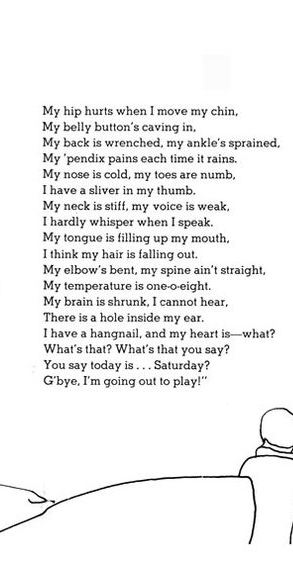 My hip hurts when I move my chin,
My belly button's caving in,
My back is wrenched, my ankle's sprained,
My 'pendix pains each time it rains.
My nose is cold, my toes are numb,
I have a sliver in my thumb.
My neck is stiff, my voice is weak,
I hardly whisper when I speak.
My tongue is filling up my mouth,
I think my hair is falling out.
My elbow's bent, my spine ain't straight,
My temperature is one-o-eight.
My brain is shrunk, I cannot hear,
There is a hole inside my ear.
I have a hangnail, and my heart is—what?
What's that? What's that you say?
You say today is . . . Saturday?
G'bye, I'm going out to play!"